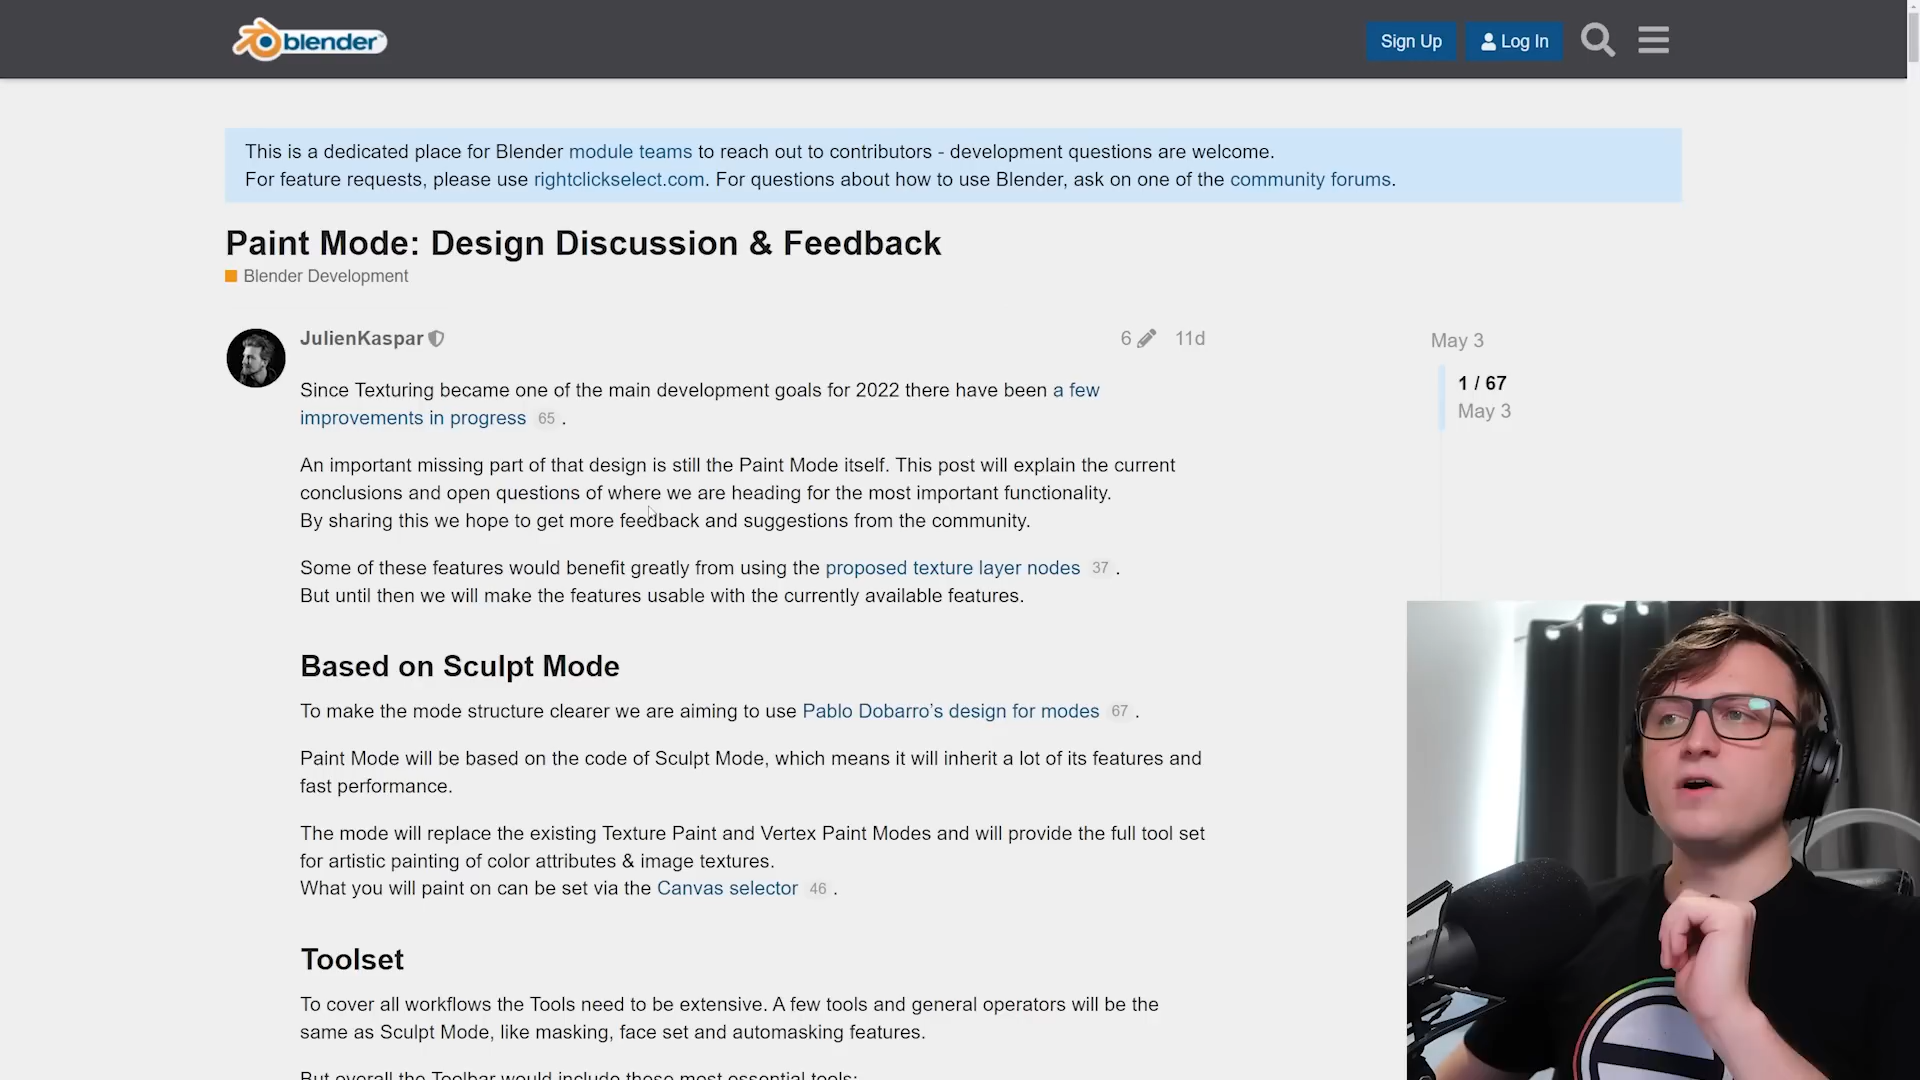 blender
Sign Up
Log In
This is a dedicated place for Blender module teams to reach out to contributors - development questions are welcome.
For feature requests, please use rightclickselect.com. For questions about how to use Blender, ask on one of the community forums.
Paint Mode: Design Discussion & Feedback
Blender Development
JulienKaspar
6
11d
May 3
1 / 67
May 3
Since Texturing became one of the main development goals for 2022 there have been a few
improvements in progress 65 .
An important missing part of that design is still the Paint Mode itself. This post will explain the current
conclusions and open questions of where we are heading for the most important functionality.
By sharing this we hope to get more feedback and suggestions from the community.
Some of these features would benefit greatly from using the proposed texture layer nodes 37 .
But until then we will make the features usable with the currently available features.
Based on Sculpt Mode
To make the mode structure clearer we are aiming to use Pablo Dobarro’s design for modes 67 .
Paint Mode will be based on the code of Sculpt Mode, which means it will inherit a lot of its features and
fast performance.
The mode will replace the existing Texture Paint and Vertex Paint Modes and will provide the full tool set
for artistic painting of color attributes & image textures.
What you will paint on can be set via the Canvas selector 46 .
Toolset
To cover all workflows the Tools need to be extensive. A few tools and general operators will be the
same as Sculpt Mode, like masking, face set and automasking features.
But overall the Toolbar would include these most essential tools: